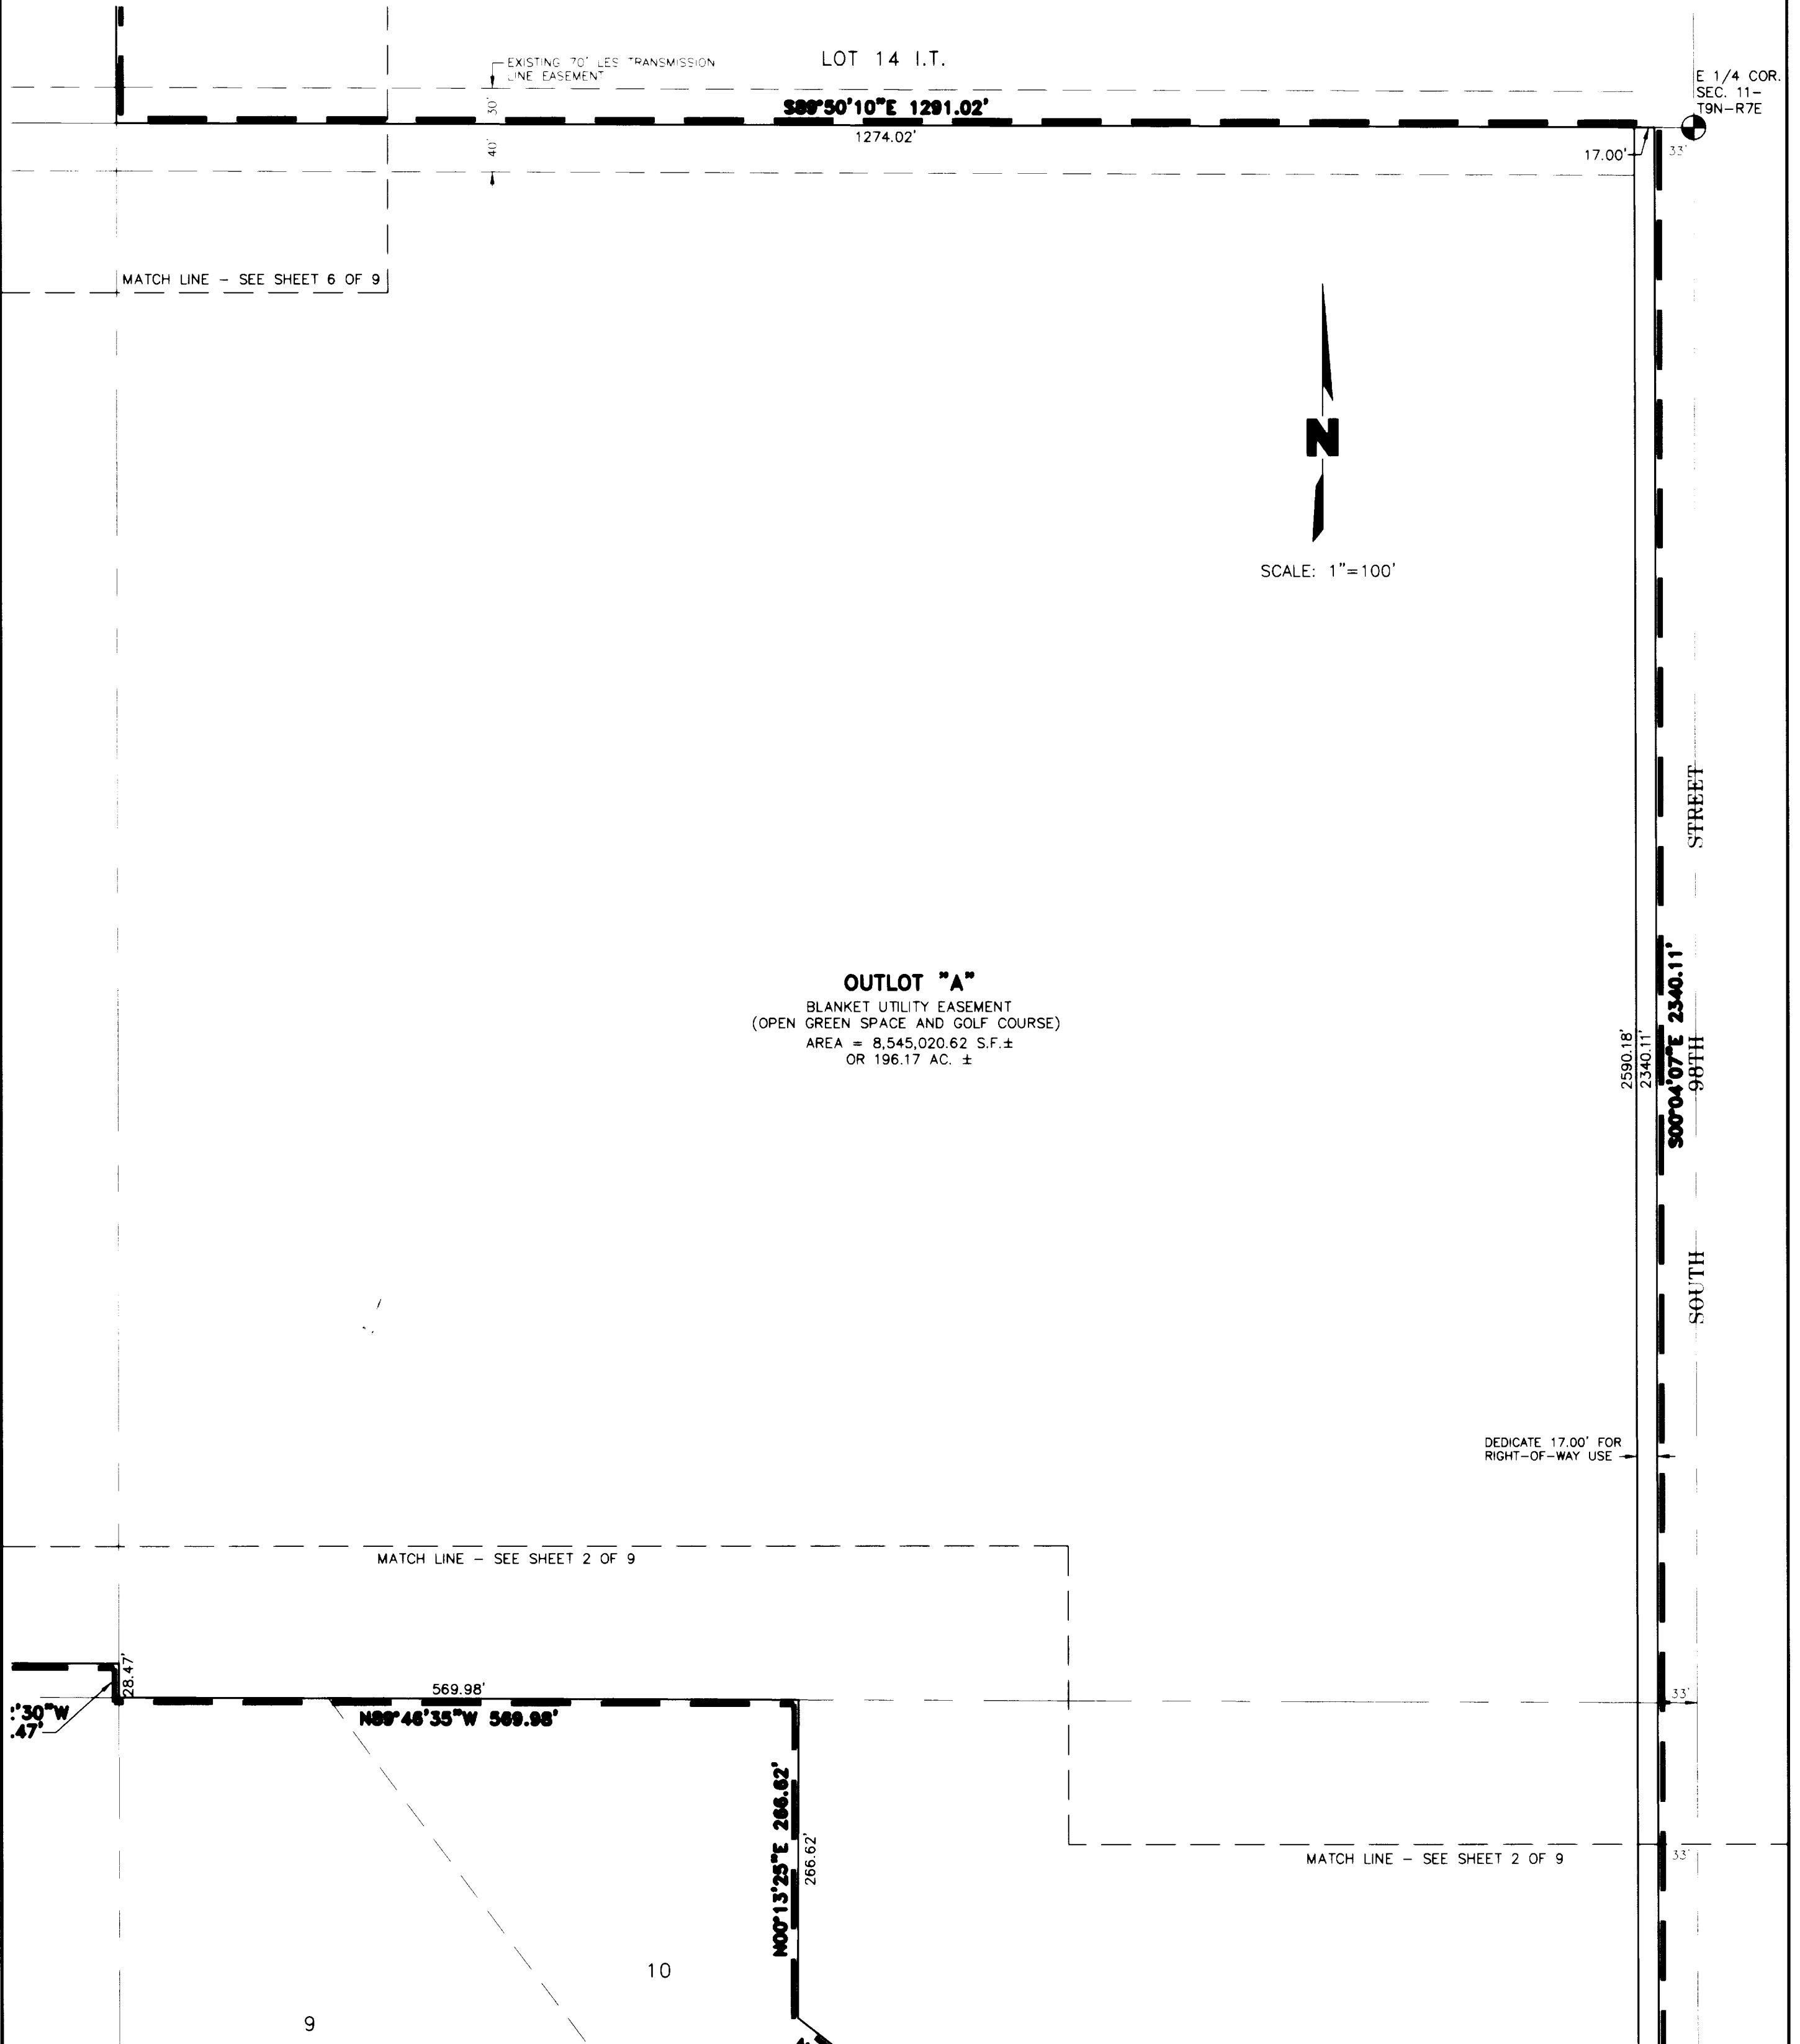 LOT 14 I.T.
EXISTING 70' LES TRANSMISSION
LINE EASEMENT
E 1/4 COR.
SEC. 11-
T9N-R7E
30'
S89°50'10"E 1291.02'
1274.02'
40'
17.00'
33'
MATCH LINE - SEE SHEET 6 OF 9
N
SCALE: 1"=100'
STREET
98TH
SOUTH
OUTLOT "A"
BLANKET UTILITY EASEMENT
(OPEN GREEN SPACE AND GOLF COURSE)
AREA = 8,545,020.62 S.F.±
OR 196.17 AC. ±
2590.18'
2340.11'
S00°04'07"E 2340.11'
DEDICATE 17.00' FOR
RIGHT-OF-WAY USE
MATCH LINE - SEE SHEET 2 OF 9
28.47'
569.98'
33'
'30"W
.47'
N89°46'35"W 569.98'
N00°13'25"E 266.62'
266.62'
MATCH LINE - SEE SHEET 2 OF 9
33'
10
9